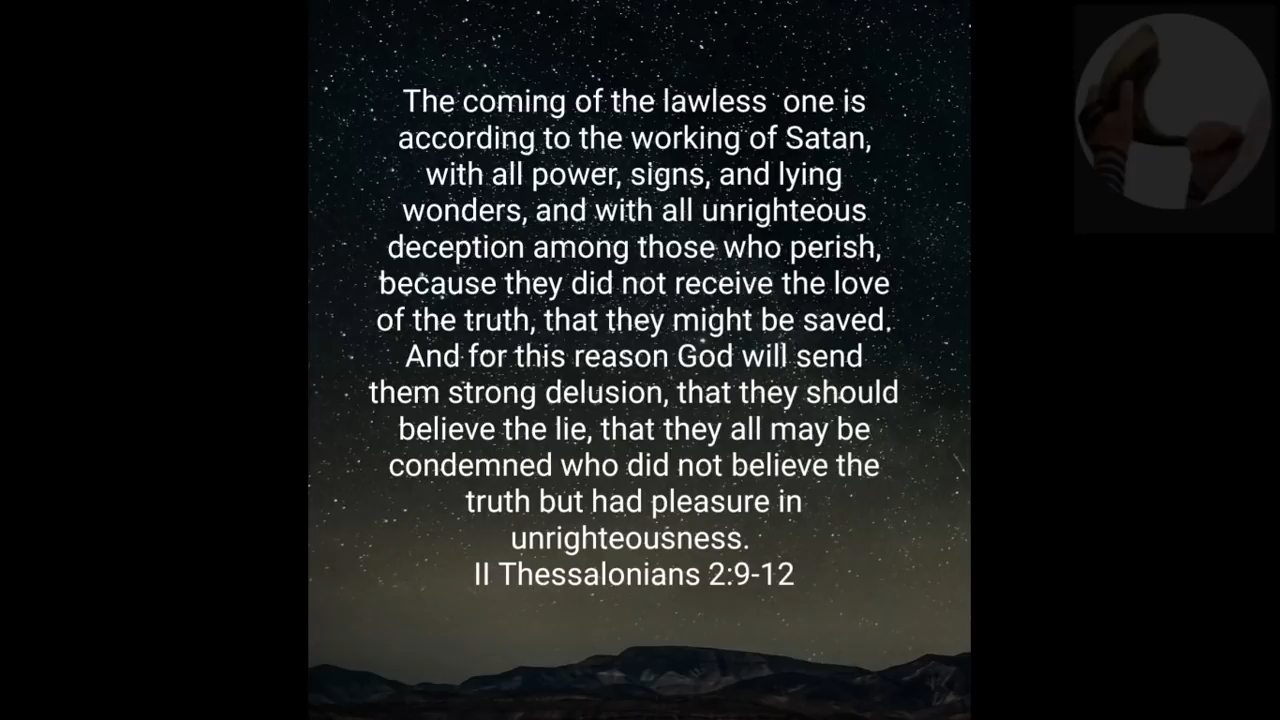 The coming of the lawless  one is
according to the working of Satan,
with all power, signs, and lying
wonders, and with all unrighteous
deception among those who perish,
because they did not receive the love
of the truth, that they might be saved.
And for this reason God will send
them strong delusion, that they should
believe the lie, that they all may be
condemned who did not believe the
truth but had pleasure in
unrighteousness.
II Thessalonians 2:9-12